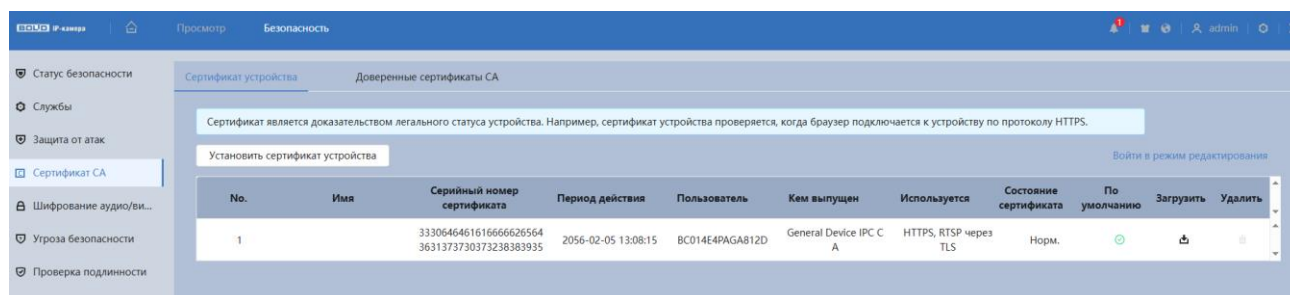 BOLID IP-камера Просмотр Безопасность 1 admin
Статус безопасности
Службы
Защита от атак
Сертификат CA
Шифрование аудио/ви...
Угроза безопасности
Проверка подлинности
Сертификат устройства Доверенные сертификаты CA
Сертификат является доказательством легального статуса устройства. Например, сертификат устройства проверяется, когда браузер подключается к устройству по протоколу HTTPS.
Установить сертификат устройства Войти в режим редактирования
No. Имя Серийный номер сертификата Период действия Пользователь Кем выпущен Используется Состояние сертификата По умолчанию Загрузить Удалить
1 3330646461616666626564 2056-02-05 13:08:15 BC014E4PAGA812D General Device IPC C HTTPS, RTSP через Норм.
3631373730373238383935 A TLS